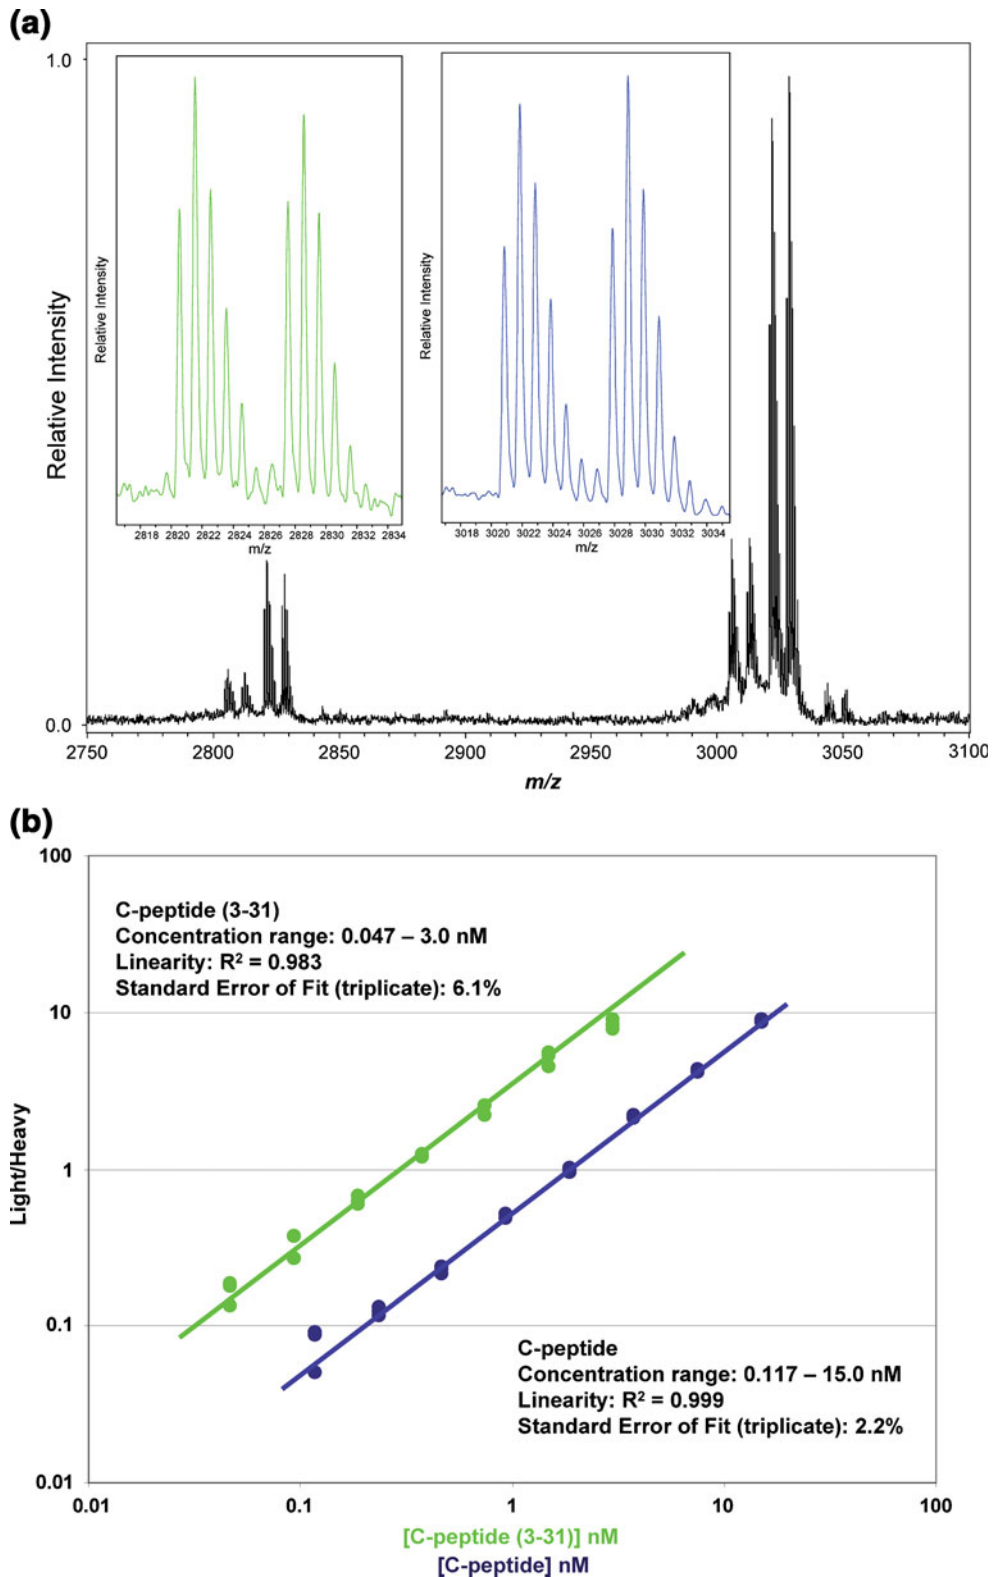 (a)
1.0
Relative Intensity
0.0
Relative Intensity
2818 2820 2822 2824 2826 2828 2830 2832 2834
m/z
Relative Intensity
3018 3020 3022 3024 3026 3028 3030 3032 3034
m/z
2750 2800 2850 2900 2950 3000 3050 3100
m/z
(b)
100
10
1
0.1
0.01
Light/Heavy
C-peptide (3-31)
Concentration range: 0.047 – 3.0 nM
Linearity: R² = 0.983
Standard Error of Fit (triplicate): 6.1%
C-peptide
Concentration range: 0.117 – 15.0 nM
Linearity: R² = 0.999
Standard Error of Fit (triplicate): 2.2%
0.01 0.1 1 10 100
[C-peptide (3-31)] nM
[C-peptide] nM